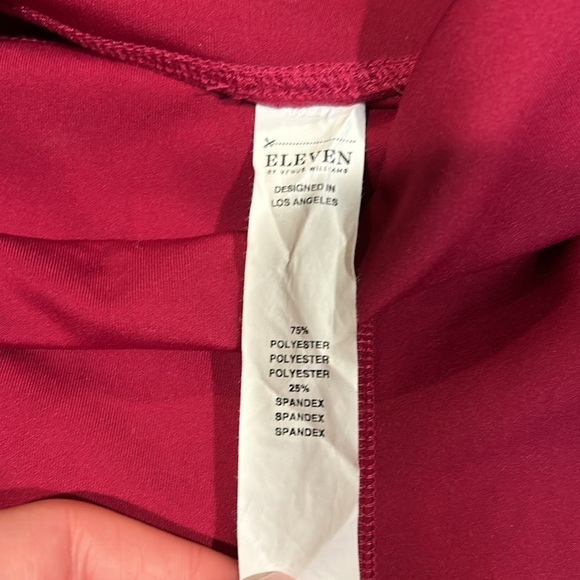 ELEVEN
BY VENUS WILLIAMS
DESIGNED IN
LOS ANGELES
75%
POLYESTER
POLYESTER
POLYESTER
25%
SPANDEX
SPANDEX
SPANDEX